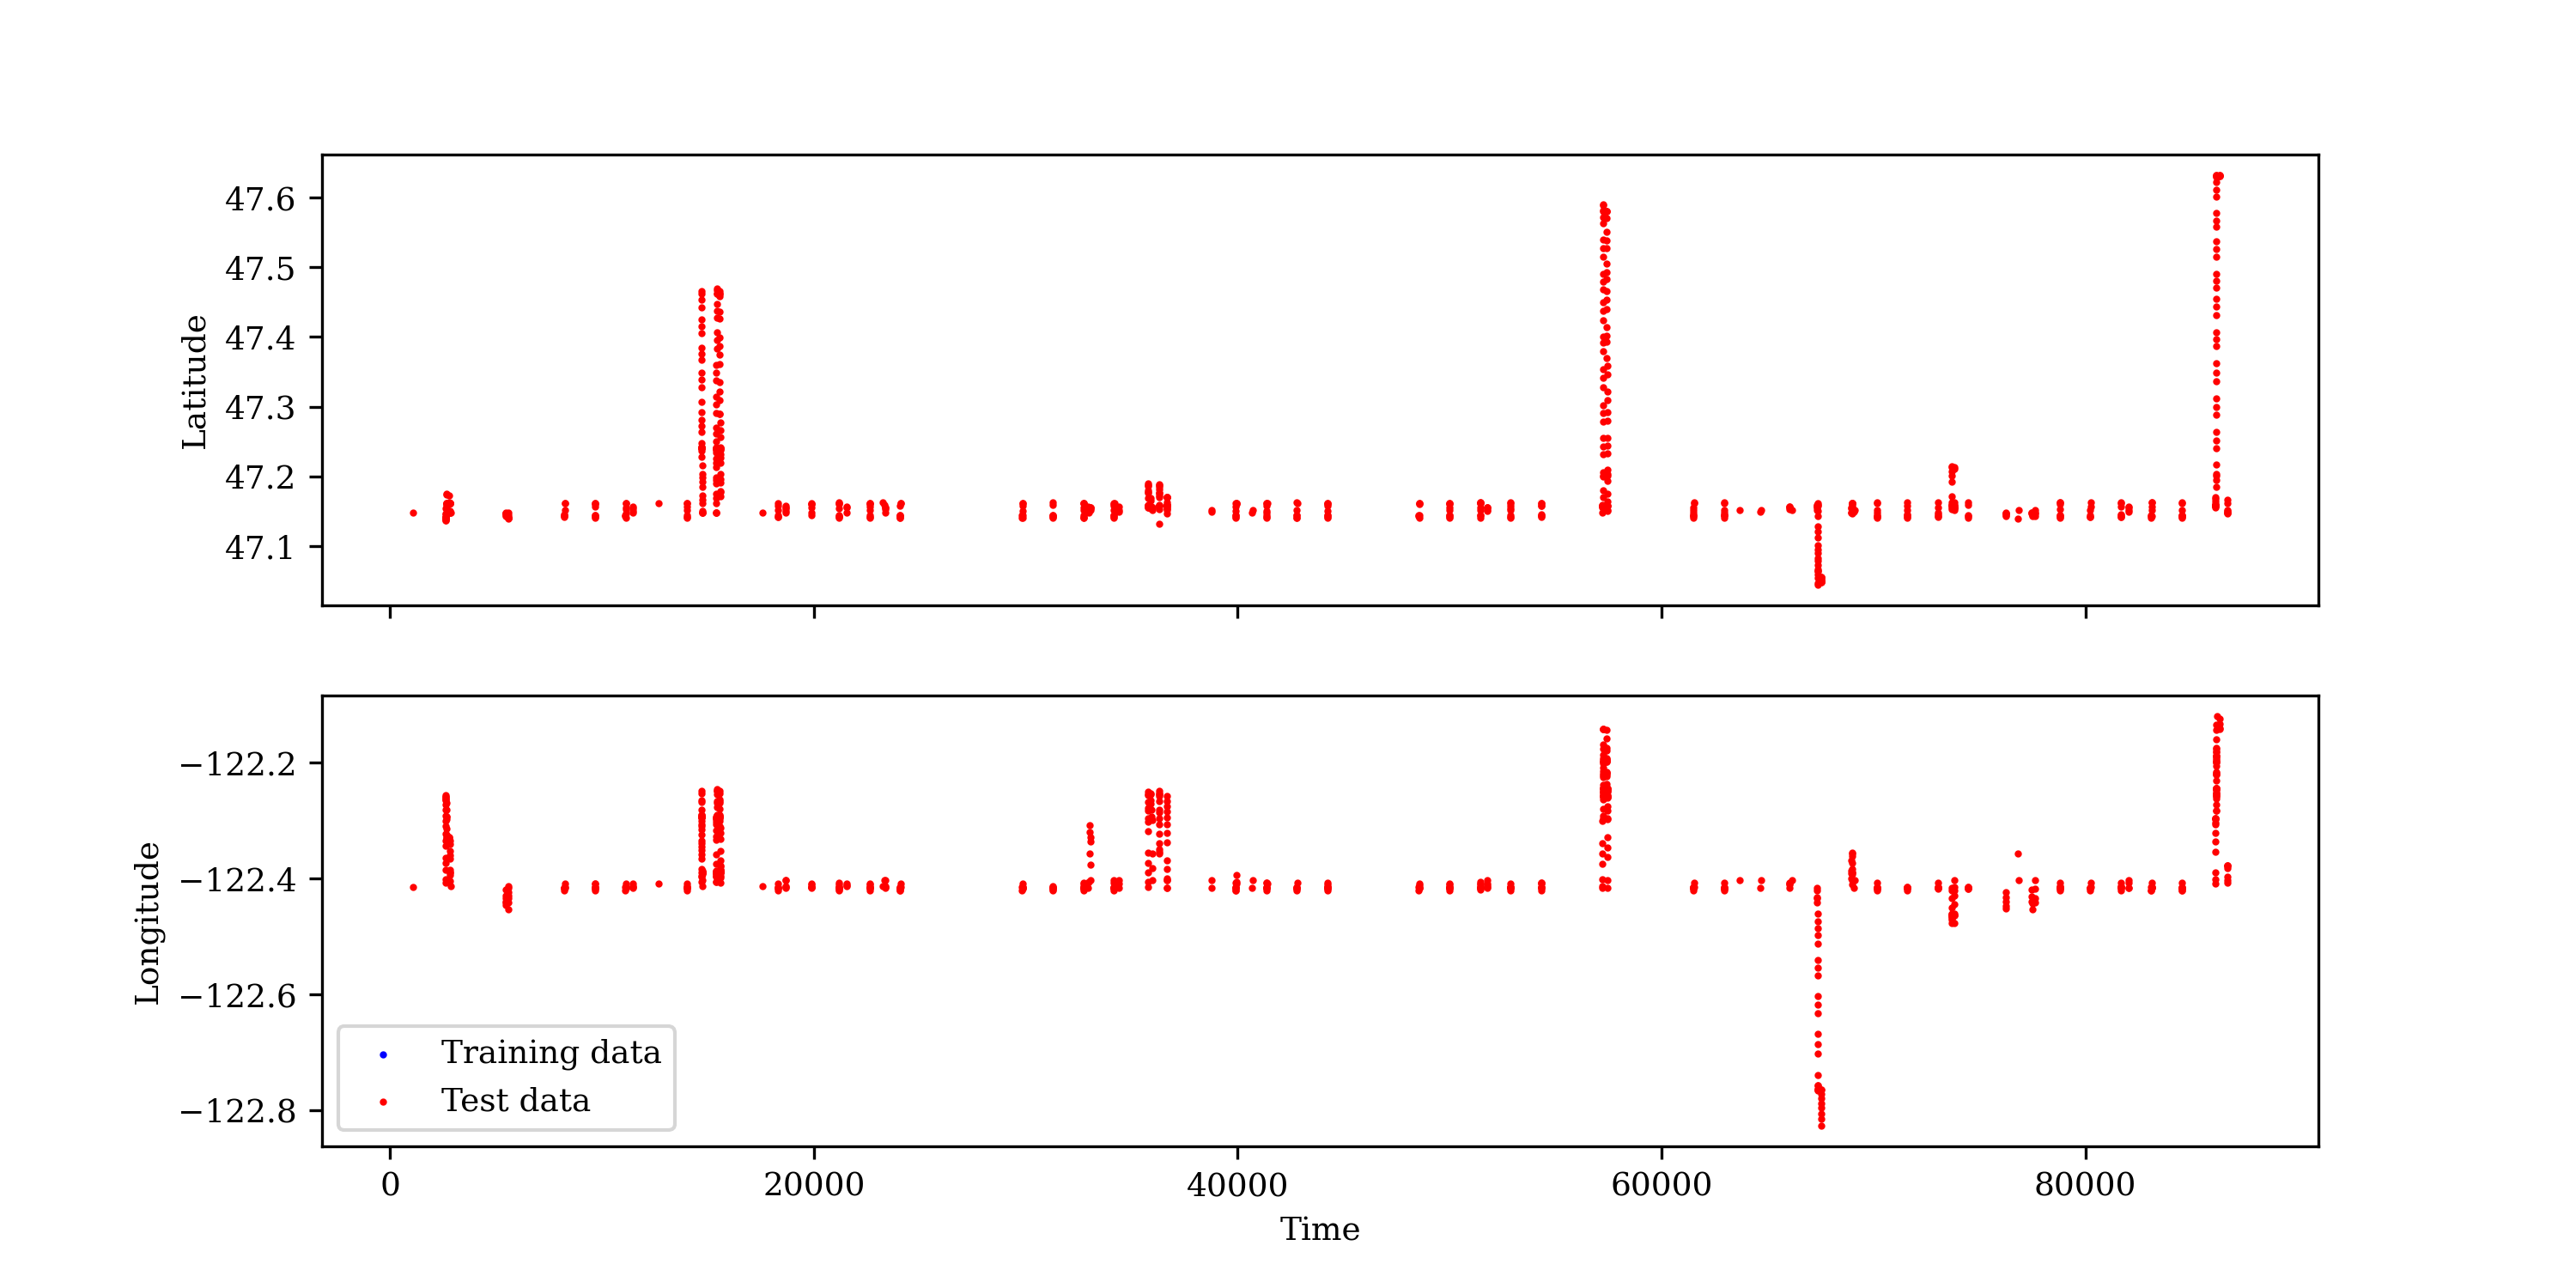 47.6
47.5
47.4
47.3
47.2
47.1
Latitude
−122.2
−122.4
−122.6
−122.8
Longitude
Training data
Test data
0 20000 40000 60000 80000
Time